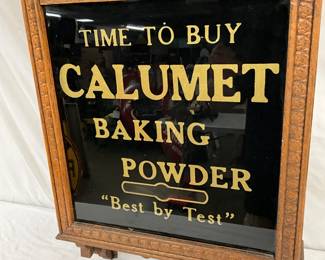 TIME TO BUY
CALUMET
BAKING
POWDER
"Best by Test"